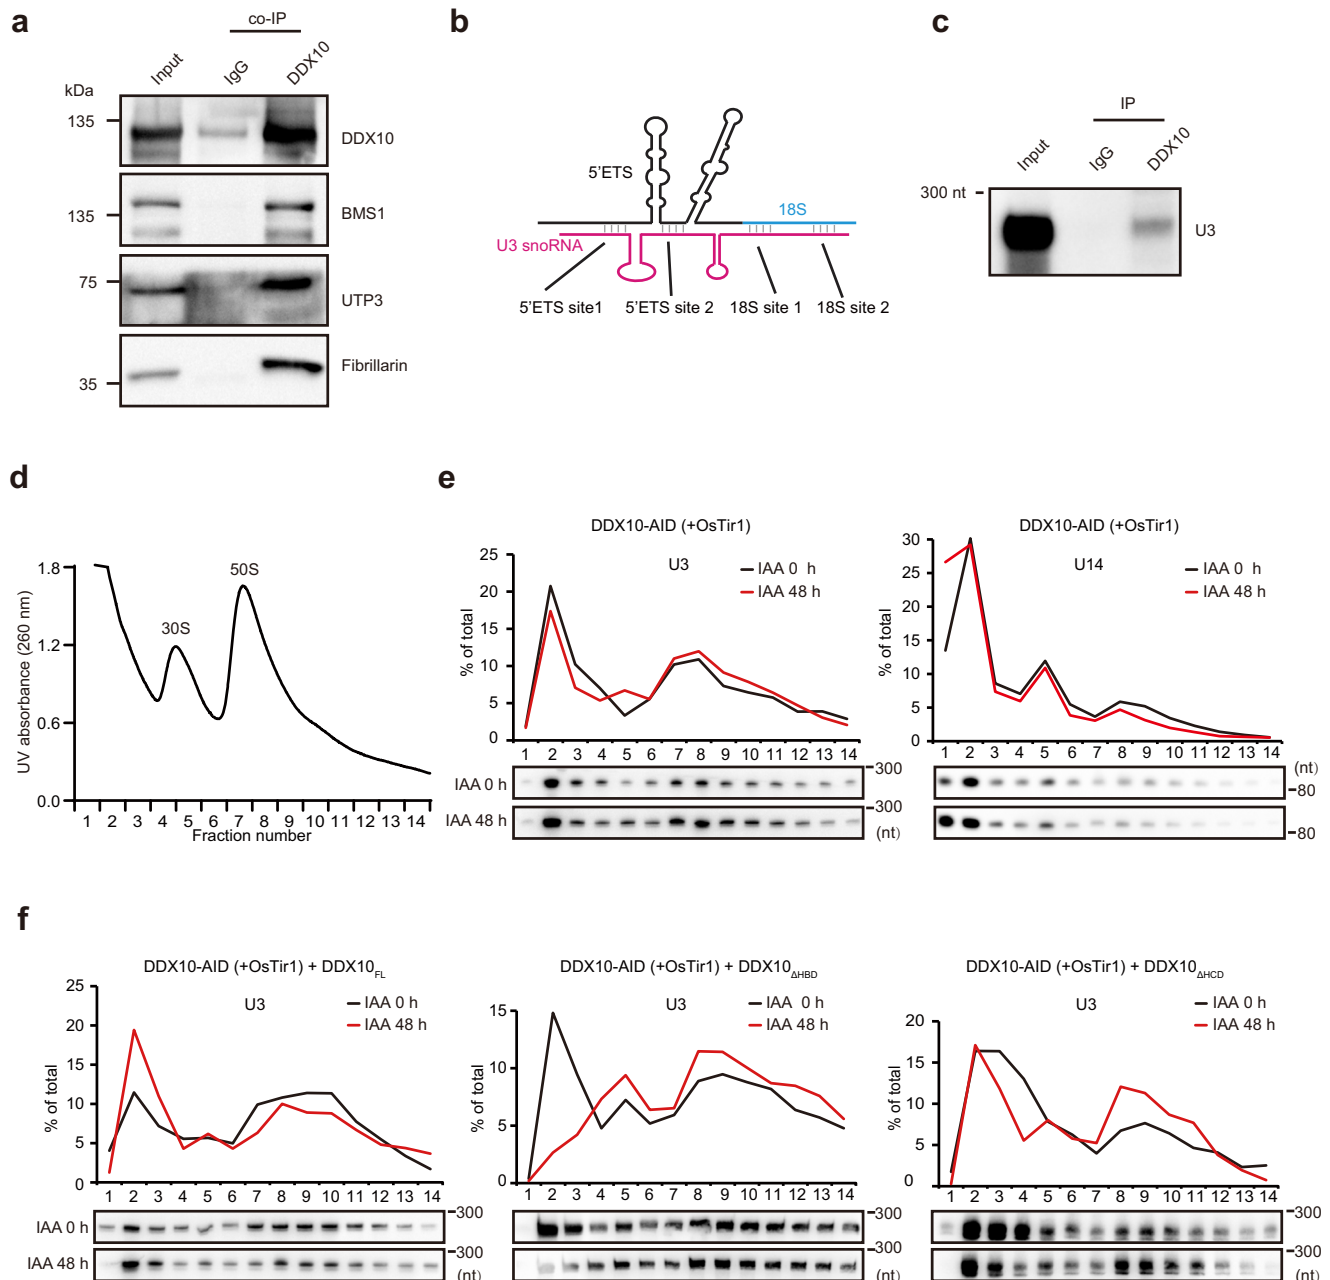 a
co-IP
Input
IgG
DDX10
kDa
135
DDX10
135
BMS1
75
UTP3
35
Fibrillarin
b
5'ETS
18S
U3 snoRNA
5'ETS site1
5'ETS site 2
18S site 1
18S site 2
c
IP
Input
IgG
DDX10
300 nt
U3
d
UV absorbance (260 nm)
1.8
1.2
0.6
0.0
30S
50S
1 2 3 4 5 6 7 8 9 10 11 12 13 14
Fraction number
e
DDX10-AID (+OsTir1)
U3
IAA 0 h
IAA 48 h
% of total
25
20
15
10
5
0
1 2 3 4 5 6 7 8 9 10 11 12 13 14
IAA 0 h
300
IAA 48 h
300
(nt)
DDX10-AID (+OsTir1)
U14
IAA 0 h
IAA 48 h
% of total
30
25
20
15
10
5
0
1 2 3 4 5 6 7 8 9 10 11 12 13 14
(nt)
80
80
f
DDX10-AID (+OsTir1) + DDX10FL
U3
IAA 0 h
IAA 48 h
% of total
25
20
15
10
5
0
1 2 3 4 5 6 7 8 9 10 11 12 13 14
IAA 0 h
300
IAA 48 h
300
(nt)
DDX10-AID (+OsTir1) + DDX10ΔHBD
U3
IAA 0 h
IAA 48 h
% of total
15
10
5
0
1 2 3 4 5 6 7 8 9 10 11 12 13 14
300
300
(nt)
DDX10-AID (+OsTir1) + DDX10ΔHCD
U3
IAA 0 h
IAA 48 h
% of total
20
15
10
5
0
1 2 3 4 5 6 7 8 9 10 11 12 13 14
300
300
(nt)